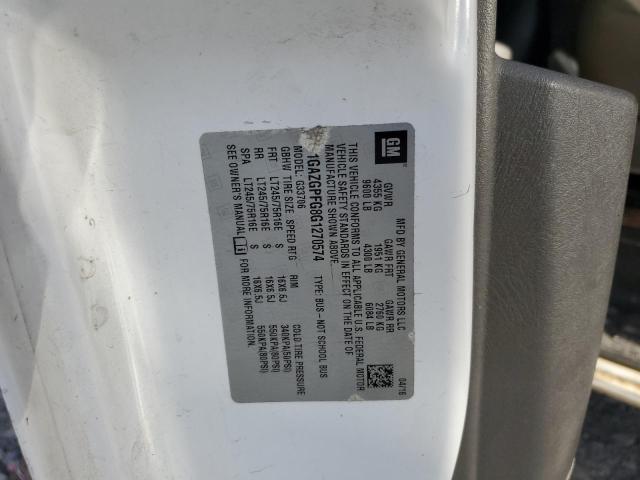 GM MFD BY GENERAL MOTORS LLC 04/16
GVWR GAWR FRT GAWR RR
4355 KG 1951 KG 2760 KG
9600 LB 4300 LB 6084 LB
THIS VEHICLE CONFORMS TO ALL APPLICABLE U.S. FEDERAL MOTOR
VEHICLE SAFETY STANDARDS IN EFFECT ON THE DATE OF
MANUFACTURE SHOWN ABOVE.
1GAZGPFG8G1270574 TYPE: BUS-NOT SCHOOL BUS
G33706
GBHW TIRE SIZE SPEED RTG RIM COLD TIRE PRESSURE
FRT LT245/75R16E S 16X6.5J 340KPA(50PSI)
RR LT245/75R16E S 16X6.5J 550KPA(80PSI)
SPA LT245/75R16E S 16X6.5J 550KPA(80PSI)
SEE OWNER'S MANUAL FOR MORE INFORMATION.